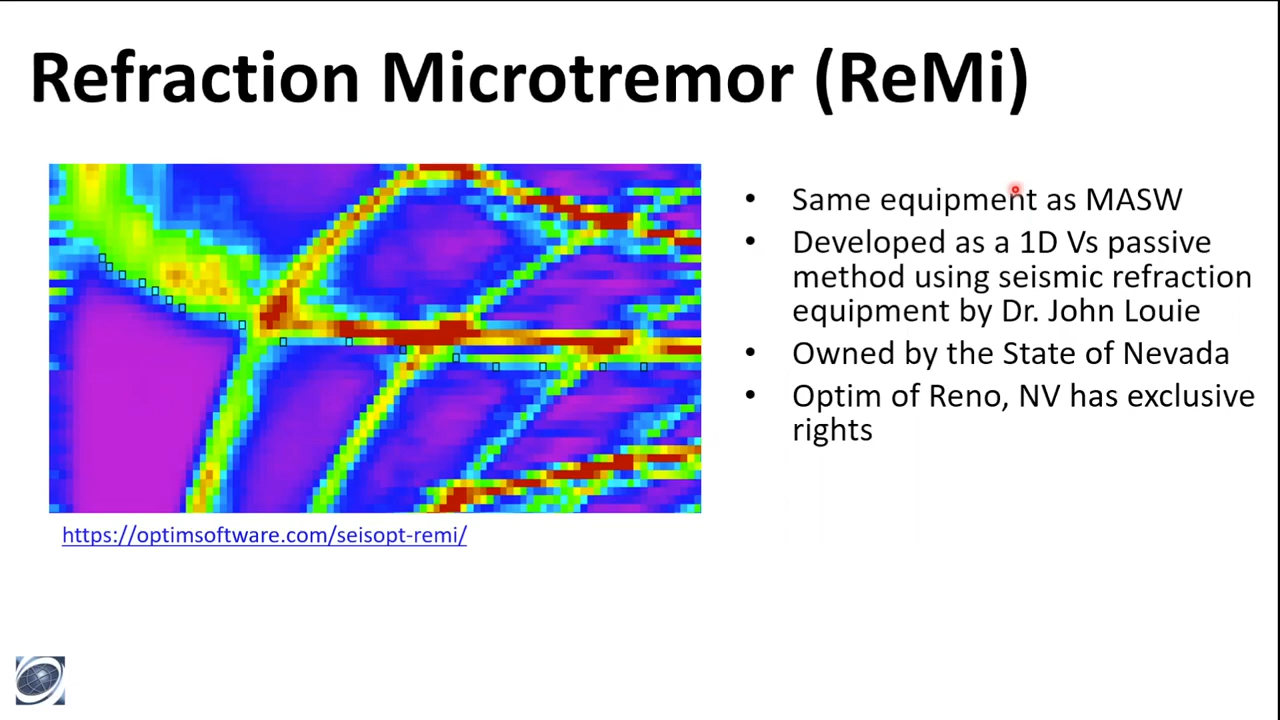 Refraction Microtremor (ReMi)
• Same equipment as MASW
• Developed as a 1D Vs passive
method using seismic refraction
equipment by Dr. John Louie
• Owned by the State of Nevada
• Optim of Reno, NV has exclusive
rights
https://optimsoftware.com/seisopt-remi/